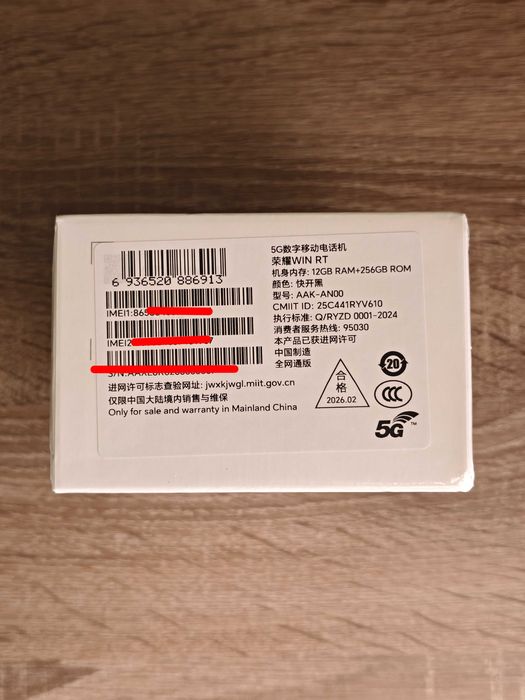 6 936520 886913
IMEI1:865
IMEI2
S/N:
进网许可标志查验网址: jwxkjwgl.miit.gov.cn
仅限中国大陆境内销售与维保
Only for sale and warranty in Mainland China
5G数字移动电话机
荣耀WIN RT
机身内存: 12GB RAM+256GB ROM
颜色: 快开黑
型号: AAK-AN00
CMIIT ID: 25C441RYV610
执行标准: Q/RYZD 0001-2024
消费者服务热线: 95030
本产品已获进网许可
中国制造
全网通版
合格
2026.02
20
CCC
5G™